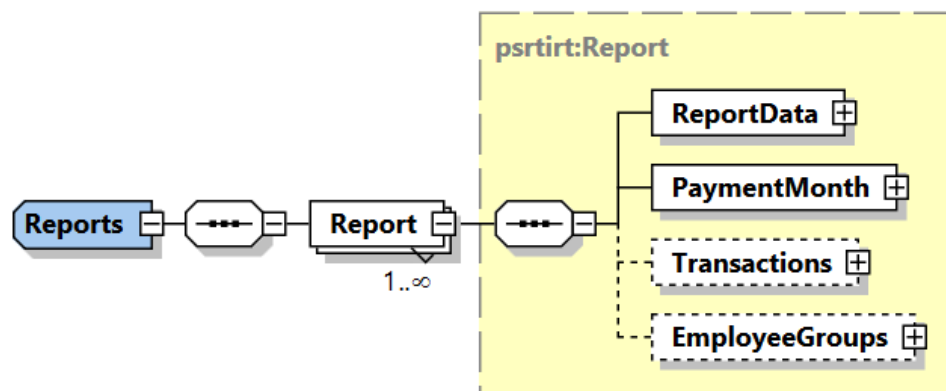 psrtirt:Report
ReportData
PaymentMonth
Reports
Report
1..∞
Transactions
EmployeeGroups